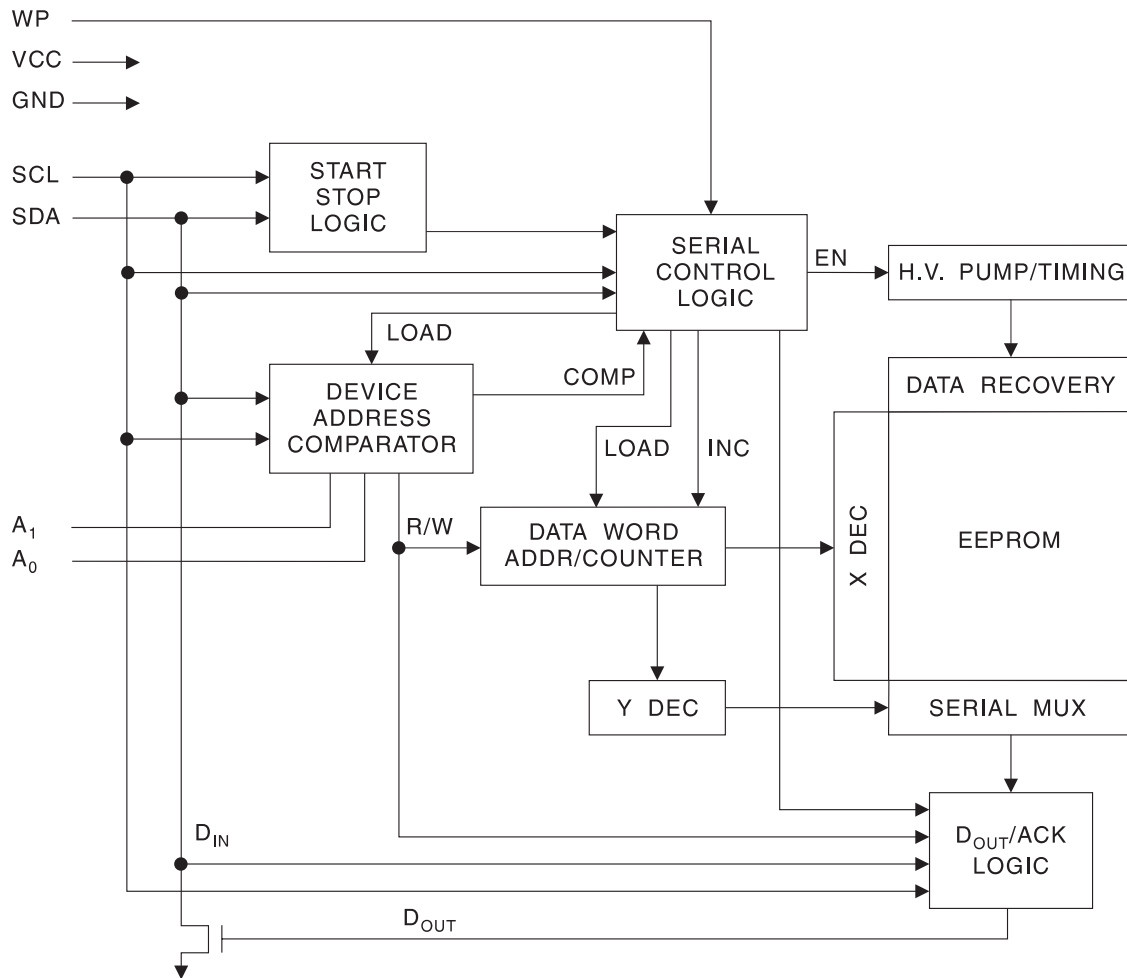 WP
VCC
GND
SCL
SDA
START
STOP
LOGIC
SERIAL
CONTROL
LOGIC
EN
H.V. PUMP/TIMING
LOAD
COMP
DATA RECOVERY
DEVICE
ADDRESS
COMPARATOR
LOAD
INC
A1
A0
R/W
DATA WORD
ADDR/COUNTER
X DEC
EEPROM
Y DEC
SERIAL MUX
DIN
DOUT/ACK
LOGIC
DOUT